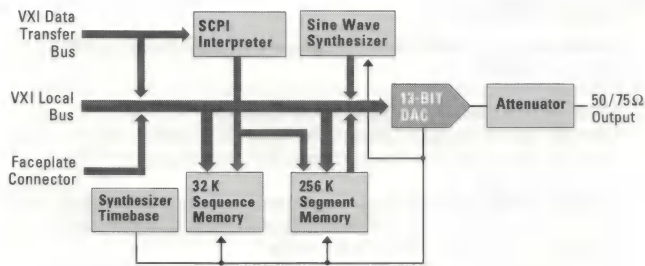 VXI Data
Transfer
Bus
SCPI
Interpreter
Sine Wave
Synthesizer
VXI Local
Bus
13-BIT
DAC
Attenuator
50/75Ω
Output
Faceplate
Connector
Synthesizer
Timebase
32 K
Sequence
Memory
256 K
Segment
Memory